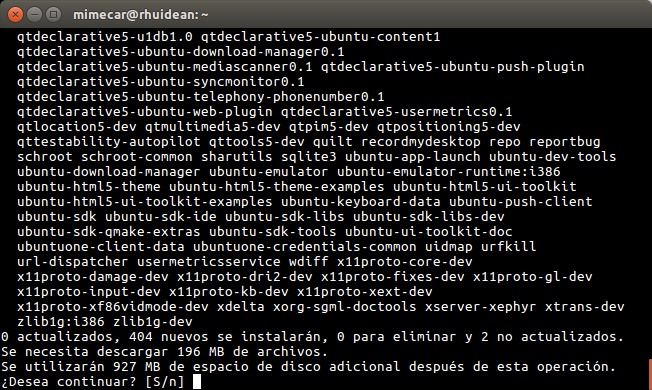 mimecar@rhuidean: ~
qtdeclarative5-u1db1.0 qtdeclarative5-ubuntu-content1
qtdeclarative5-ubuntu-download-manager0.1
qtdeclarative5-ubuntu-mediascanner0.1 qtdeclarative5-ubuntu-push-plugin
qtdeclarative5-ubuntu-syncmonitor0.1
qtdeclarative5-ubuntu-telephony-phonenumber0.1
qtdeclarative5-ubuntu-web-plugin qtdeclarative5-usermetrics0.1
qtlocation5-dev qtmultimedia5-dev qtpim5-dev qtpositioning5-dev
qttestability-autopilot qttools5-dev quilt recordmydesktop repo reportbug
schroot schroot-common sharutils sqlite3 ubuntu-app-launch ubuntu-dev-tools
ubuntu-download-manager ubuntu-emulator ubuntu-emulator-runtime:i386
ubuntu-html5-theme ubuntu-html5-theme-examples ubuntu-html5-ui-toolkit
ubuntu-html5-ui-toolkit-examples ubuntu-keyboard-data ubuntu-push-client
ubuntu-sdk ubuntu-sdk-ide ubuntu-sdk-libs ubuntu-sdk-libs-dev
ubuntu-sdk-qmake-extras ubuntu-sdk-tools ubuntu-ui-toolkit-doc
ubuntuone-client-data ubuntuone-credentials-common uidmap urfkill
url-dispatcher usermetricsservice wdiff x11proto-core-dev
x11proto-damage-dev x11proto-dri2-dev x11proto-fixes-dev x11proto-gl-dev
x11proto-input-dev x11proto-kb-dev x11proto-xext-dev
x11proto-xf86vidmode-dev xdelta xorg-sgml-doctools xserver-xephyr xtrans-dev
zlib1g:i386 zlib1g-dev
0 actualizados, 404 nuevos se instalarán, 0 para eliminar y 2 no actualizados.
Se necesita descargar 196 MB de archivos.
Se utilizarán 927 MB de espacio de disco adicional después de esta operación.
¿Desea continuar? [S/n]